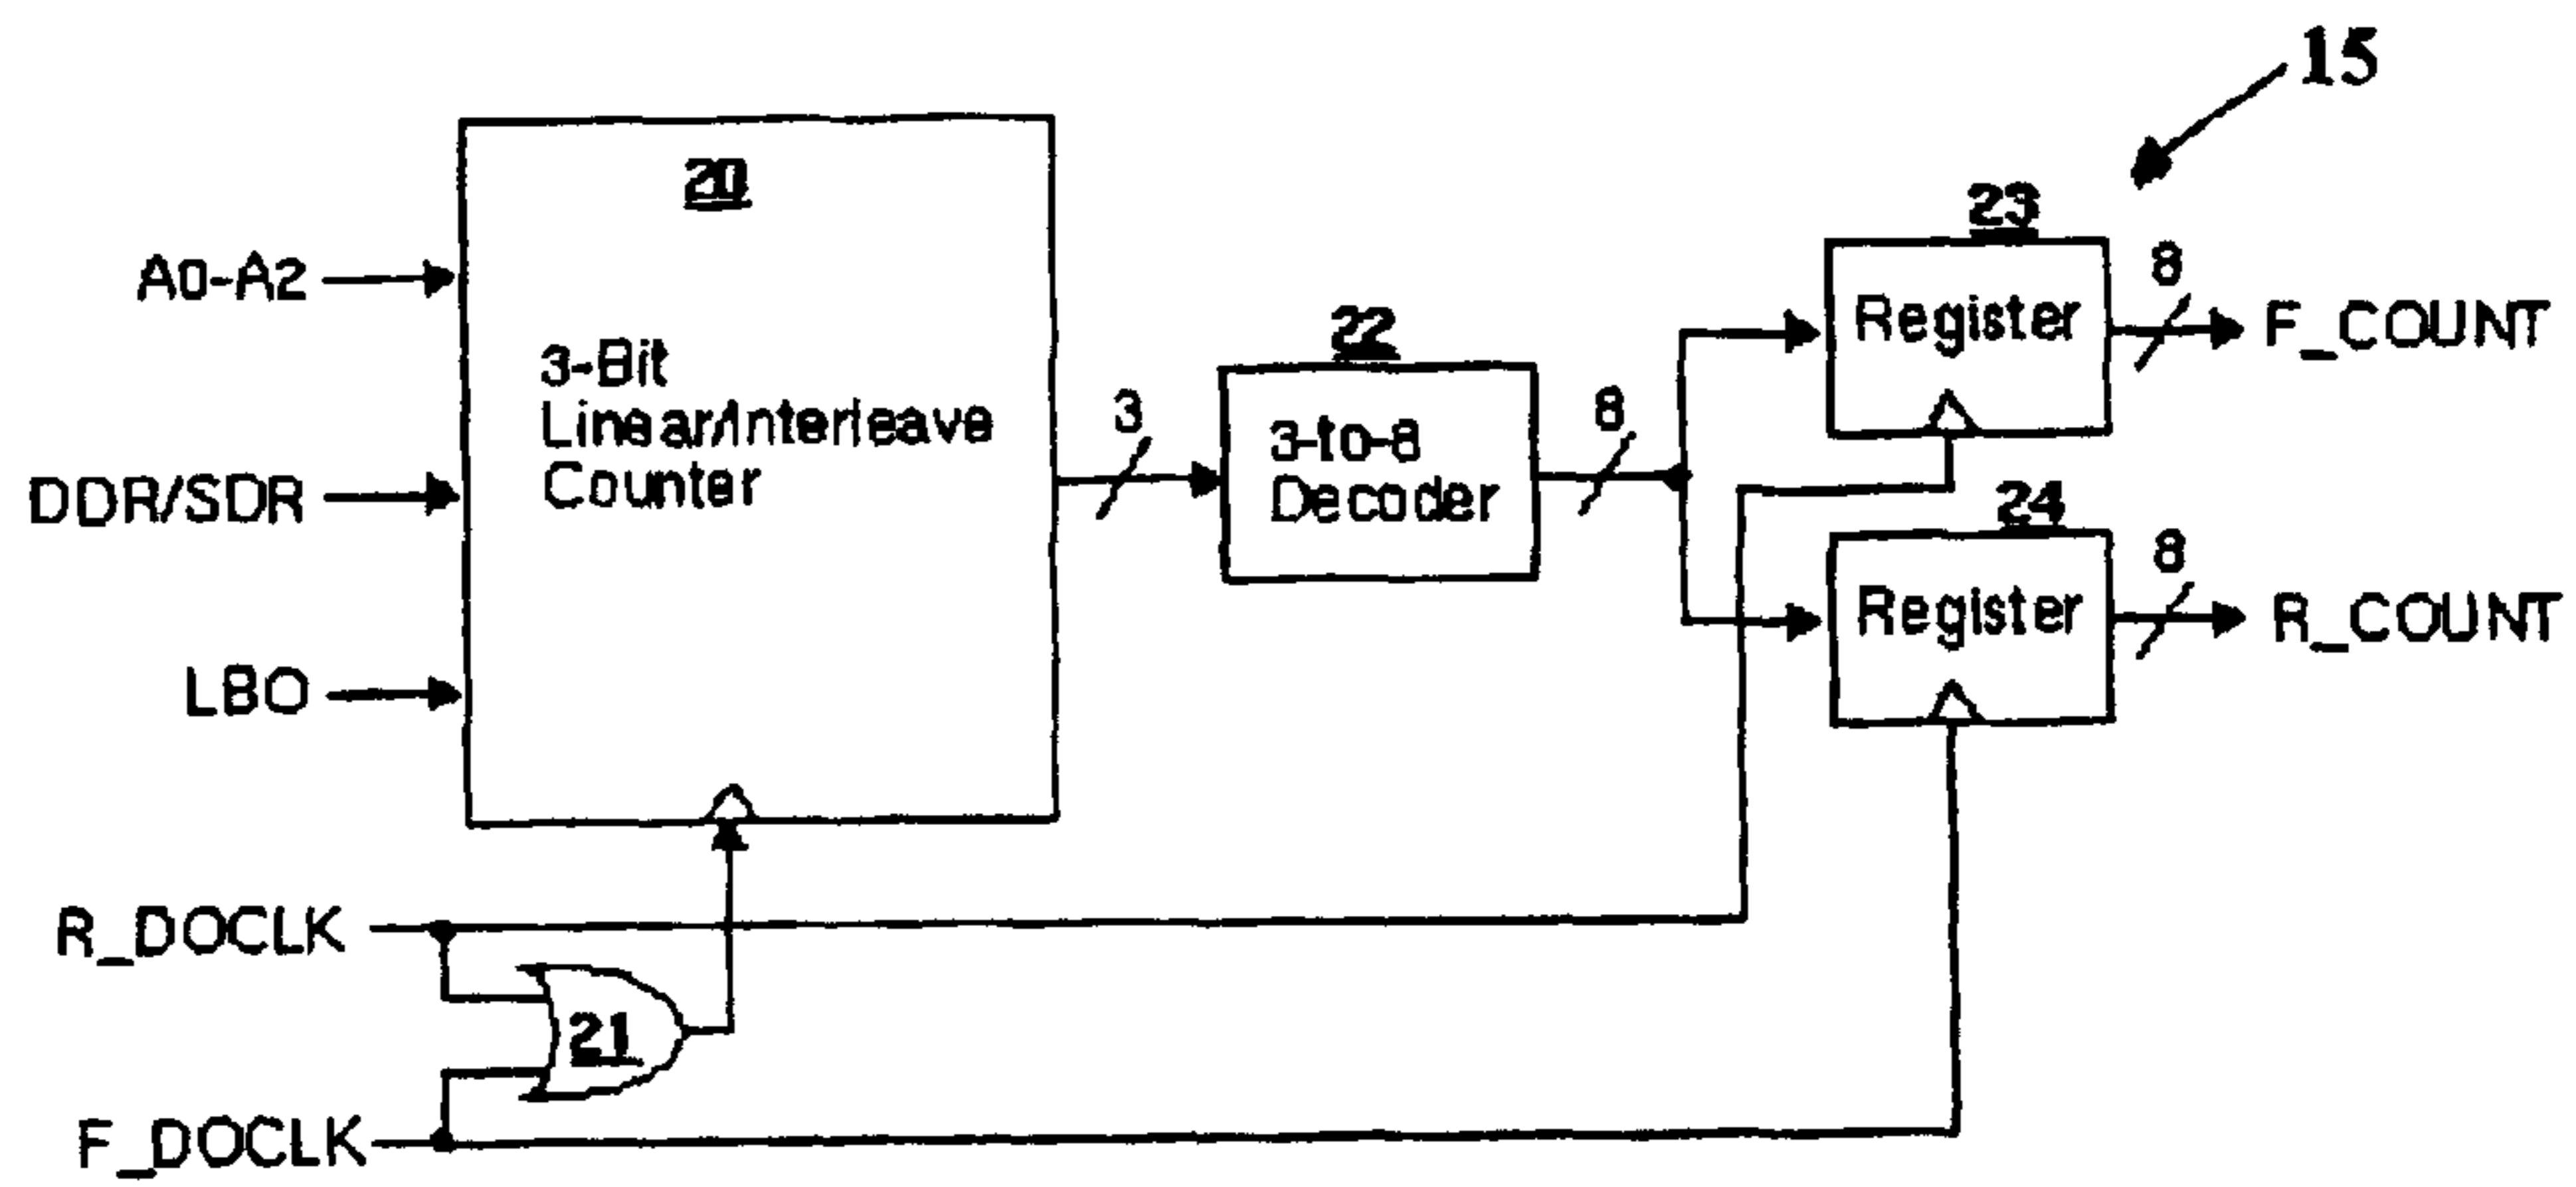 15
20
23
A0-A2
8
Register
F_COUNT
3-Bit
Linear/Interleave
Counter
22
3
8
3-to-8
Decoder
DDR/SDR
24
8
Register
R_COUNT
LBO
R_DOCLK
21
F_DOCLK